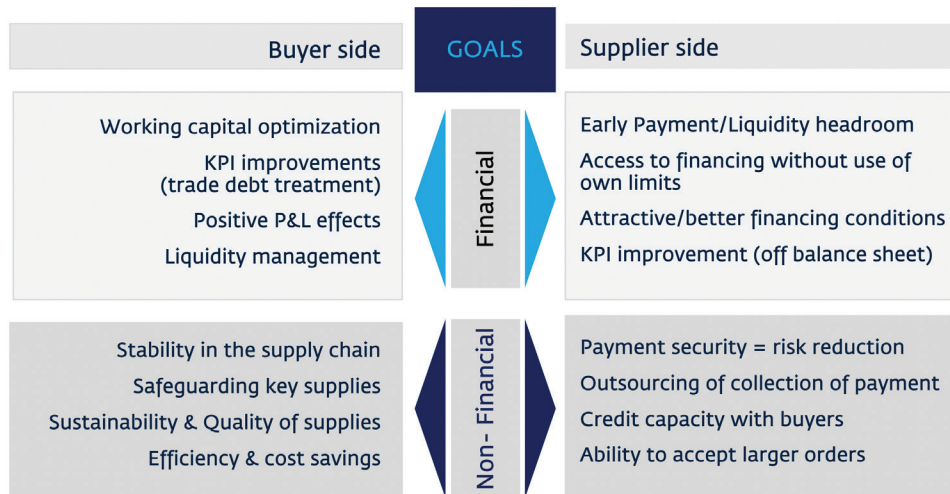 Buyer side
GOALS
Supplier side
Working capital optimization
KPI improvements
(trade debt treatment)
Positive P&L effects
Liquidity management
Financial
Early Payment/Liquidity headroom
Access to financing without use of
own limits
Attractive/better financing conditions
KPI improvement (off balance sheet)
Stability in the supply chain
Safeguarding key supplies
Sustainability & Quality of supplies
Efficiency & cost savings
Non- Financial
Payment security = risk reduction
Outsourcing of collection of payment
Credit capacity with buyers
Ability to accept larger orders